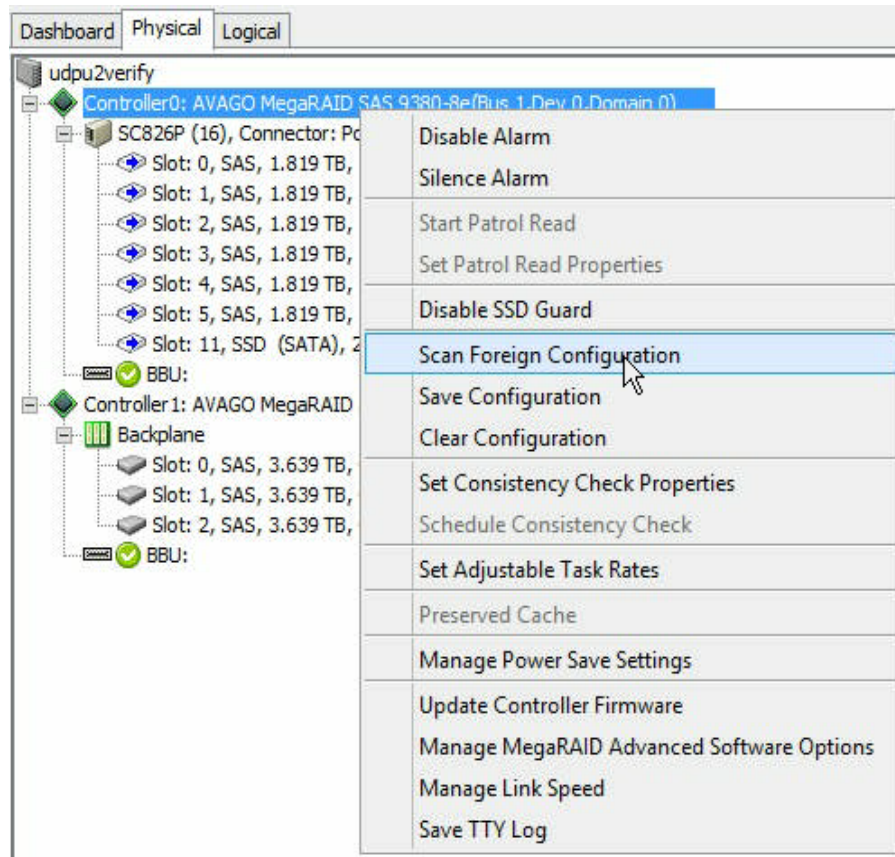 Dashboard Physical Logical
udpu2verify
Controller0: AVAGO MegaRAID SAS 9380-8e(Bus 1,Dev 0,Domain 0)
SC826P (16), Connector:
Slot: 0, SAS, 1.819 TB,
Slot: 1, SAS, 1.819 TB,
Slot: 2, SAS, 1.819 TB,
Slot: 3, SAS, 1.819 TB,
Slot: 4, SAS, 1.819 TB,
Slot: 5, SAS, 1.819 TB,
Slot: 11, SSD (SATA), 2
BBU:
Controller1: AVAGO MegaRAID
Backplane
Slot: 0, SAS, 3.639 TB,
Slot: 1, SAS, 3.639 TB,
Slot: 2, SAS, 3.639 TB,
BBU:
Disable Alarm
Silence Alarm
Start Patrol Read
Set Patrol Read Properties
Disable SSD Guard
Scan Foreign Configuration
Save Configuration
Clear Configuration
Set Consistency Check Properties
Schedule Consistency Check
Set Adjustable Task Rates
Preserved Cache
Manage Power Save Settings
Update Controller Firmware
Manage MegaRAID Advanced Software Options
Manage Link Speed
Save TTY Log